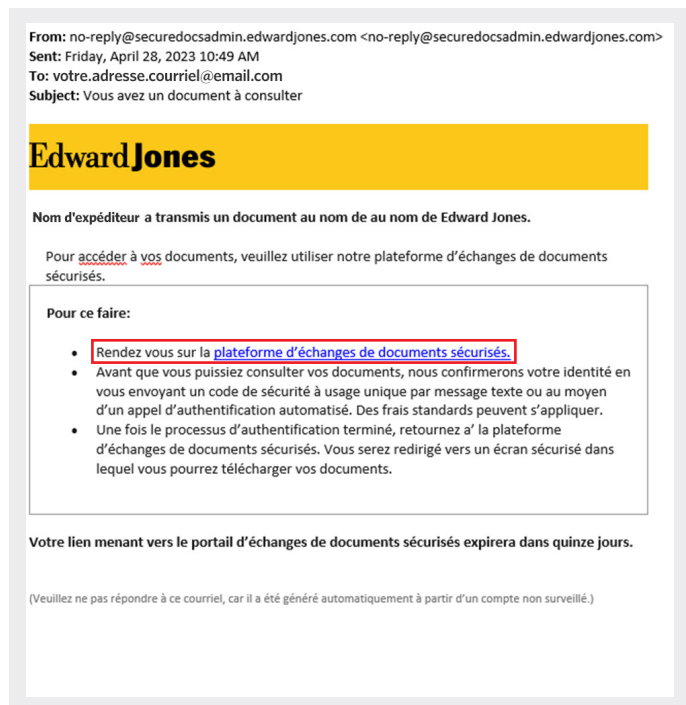 From: no-reply@securedocsadmin.edwardjones.com <no-reply@securedocsadmin.edwardjones.com>
Sent: Friday, April 28, 2023 10:49 AM
To: votre.adresse.courriel@email.com
Subject: Vous avez un document à consulter
Edward Jones
Nom d'expéditeur a transmis un document au nom de au nom de Edward Jones.
Pour accéder à vos documents, veuillez utiliser notre plateforme d'échanges de documents
sécurisés.
Pour ce faire:
• Rendez vous sur la plateforme d'échanges de documents sécurisés.
• Avant que vous puissiez consulter vos documents, nous confirmerons votre identité en
vous envoyant un code de sécurité à usage unique par message texte ou au moyen
d'un appel d'authentification automatisé. Des frais standards peuvent s'appliquer.
• Une fois le processus d'authentification terminé, retournez a' la plateforme
d'échanges de documents sécurisés. Vous serez redirigé vers un écran sécurisé dans
lequel vous pourrez télécharger vos documents.
Votre lien menant vers le portail d'échanges de documents sécurisés expirera dans quinze jours.
(Veuillez ne pas répondre à ce courriel, car il a été généré automatiquement à partir d'un compte non surveillé.)